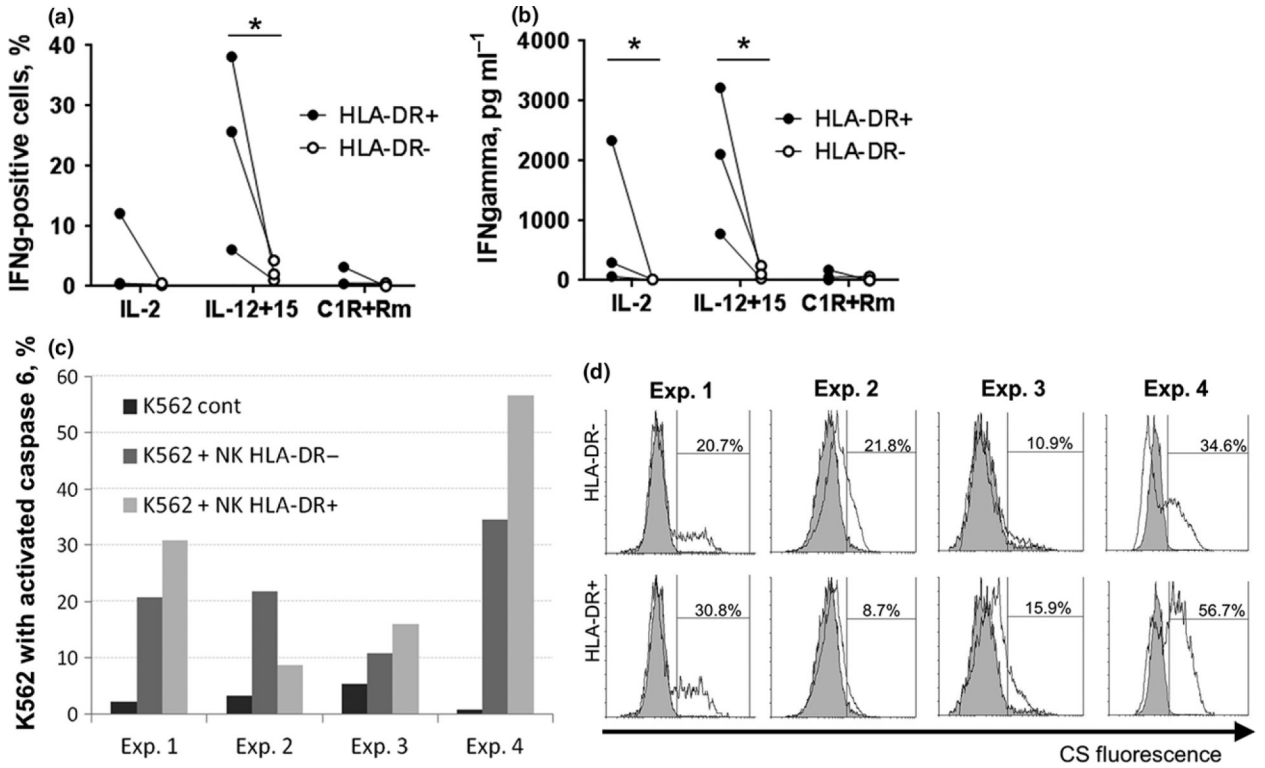 (a)
IFNg-positive cells, %
40
30
20
10
0
*
HLA-DR+
HLA-DR-
IL-2
IL-12+15
C1R+Rm
(b)
IFNgamma, pg ml⁻¹
4000
3000
2000
1000
0
*
*
HLA-DR+
HLA-DR-
IL-2
IL-12+15
C1R+Rm
(c)
K562 with activated caspase 6, %
60
50
40
30
20
10
0
K562 cont
K562 + NK HLA-DR−
K562 + NK HLA-DR+
Exp. 1
Exp. 2
Exp. 3
Exp. 4
(d)
Exp. 1
Exp. 2
Exp. 3
Exp. 4
HLA-DR-
20.7%
21.8%
10.9%
34.6%
HLA-DR+
30.8%
8.7%
15.9%
56.7%
CS fluorescence